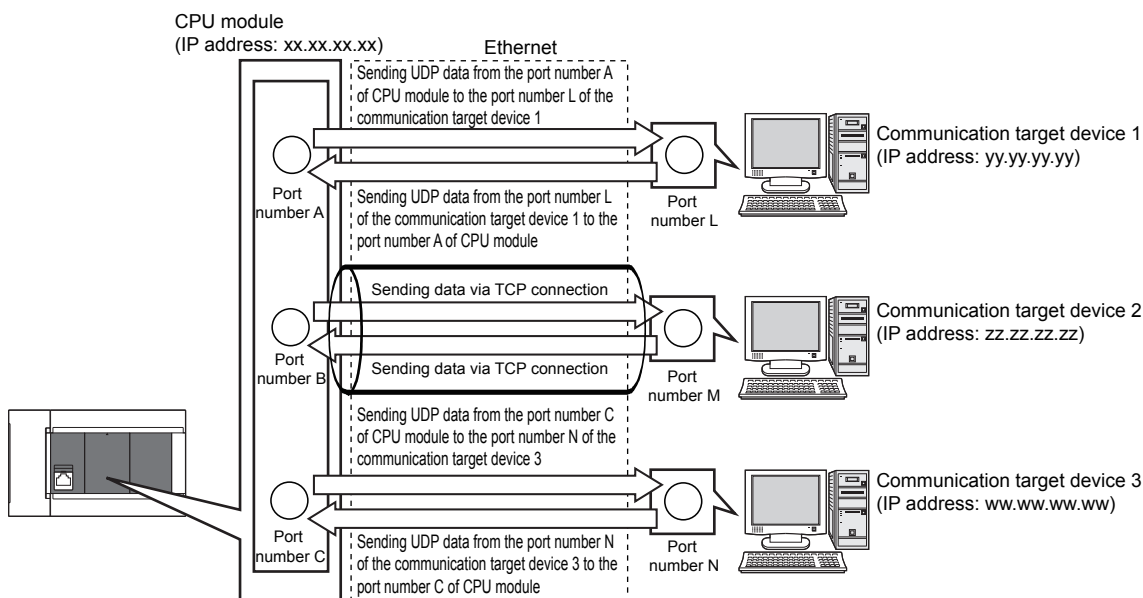 CPU module
(IP address: xx.xx.xx.xx)
Ethernet
Sending UDP data from the port number A
of CPU module to the port number L of the
communication target device 1
Port
number A
Sending UDP data from the port number L
of the communication target device 1 to the
port number A of CPU module
Port
number L
Communication target device 1
(IP address: yy.yy.yy.yy)
Sending data via TCP connection
Port
number B
Sending data via TCP connection
Port
number M
Communication target device 2
(IP address: zz.zz.zz.zz)
Sending UDP data from the port number C
of CPU module to the port number N of the
communication target device 3
Port
number C
Sending UDP data from the port number N
of the communication target device 3 to the
port number C of CPU module
Port
number N
Communication target device 3
(IP address: ww.ww.ww.ww)